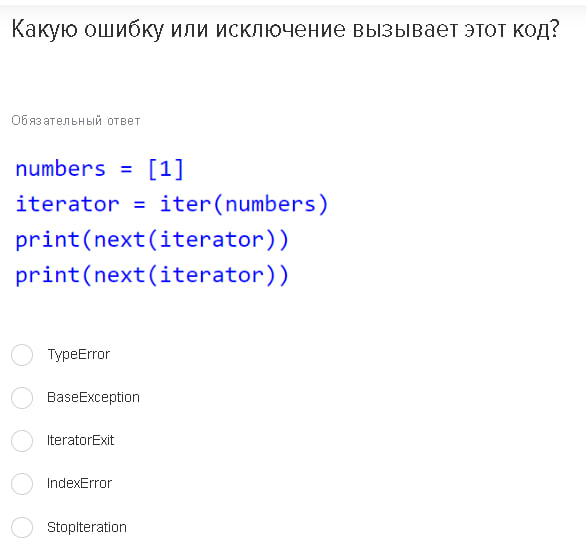 Какую ошибку или исключение вызывает этот код?
Обязательный ответ
numbers = [1]
iterator = iter(numbers)
print(next(iterator))
print(next(iterator))
TypeError
BaseException
IteratorExit
IndexError
StopIteration